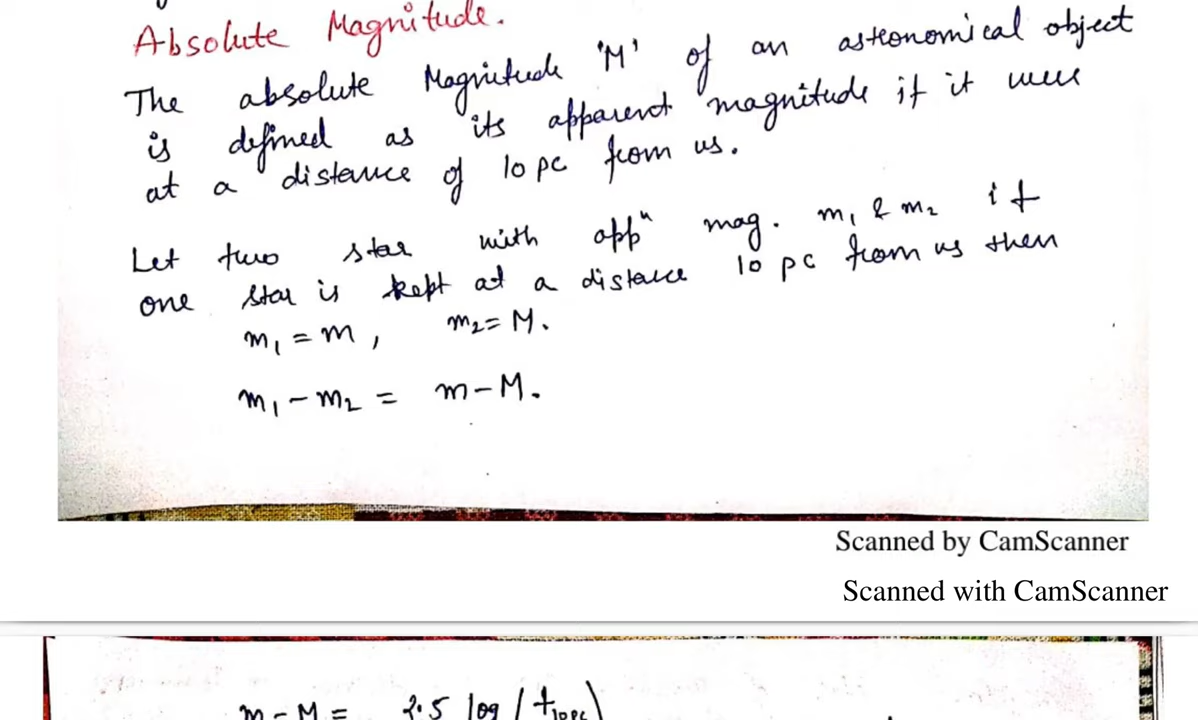 Absolute Magnitude.
The absolute Magnitude 'M' of an astronomical object
is defined as its apparent magnitude if it were
at a distance of 10 pc from us.
Let two star with appⁿ mag. m₁ & m₂ if
one star is kept at a distance 10 pc from us then
m₁ = m, m₂ = M.
m₁ - m₂ = m - M.
Scanned by CamScanner
Scanned with CamScanner
m - M = 2.5 log (f₁₀pc)